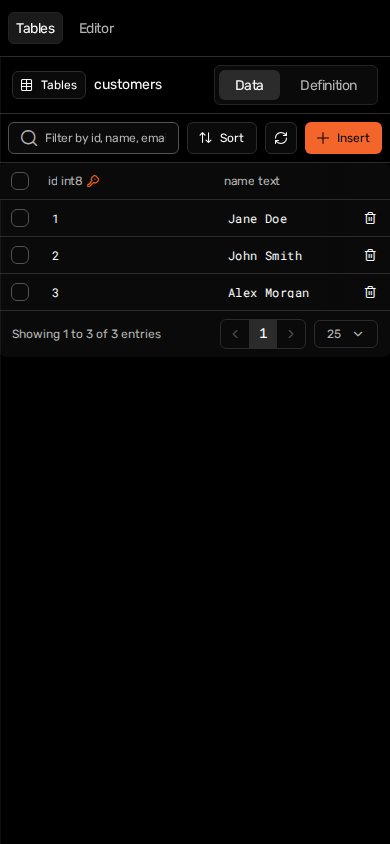 Tables Editor
Tables customers Data Definition
Filter by id, name, ema Sort Insert
id int8 name text
1 Jane Doe
2 John Smith
3 Alex Morgan
Showing 1 to 3 of 3 entries 1 25